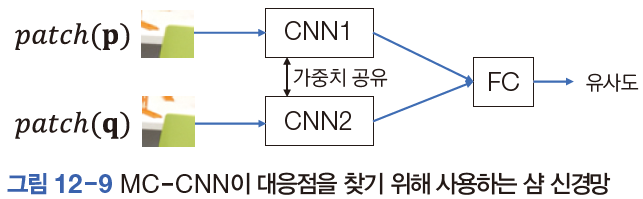 patch(p)
CNN1
가중치 공유
FC
유사도
patch(q)
CNN2
그림 12-9 MC-CNN이 대응점을 찾기 위해 사용하는 샴 신경망